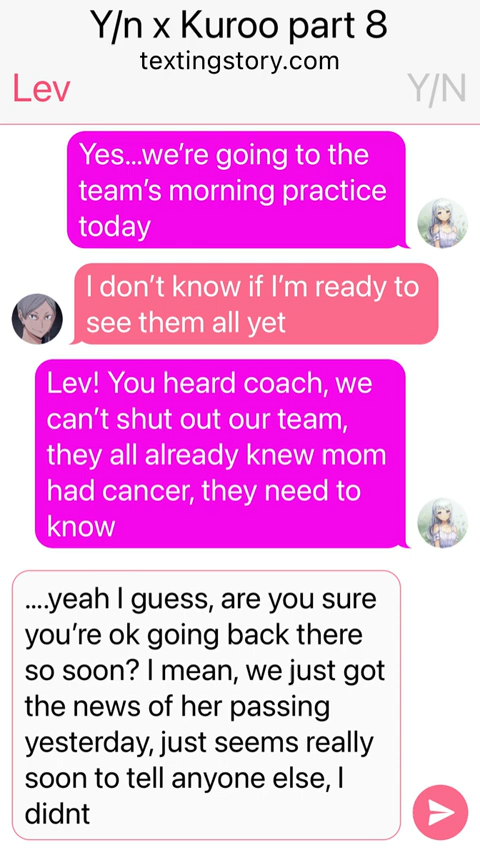 Y/n x Kuroo part 8
textingstory.com
Lev
Y/N
Yes...we're going to the
team's morning practice
today
I don't know if I'm ready to
see them all yet
Lev! You heard coach, we
can't shut out our team,
they all already knew mom
had cancer, they need to
know
....yeah I guess, are you sure
you're ok going back there
so soon? I mean, we just got
the news of her passing
yesterday, just seems really
soon to tell anyone else, I
didnt